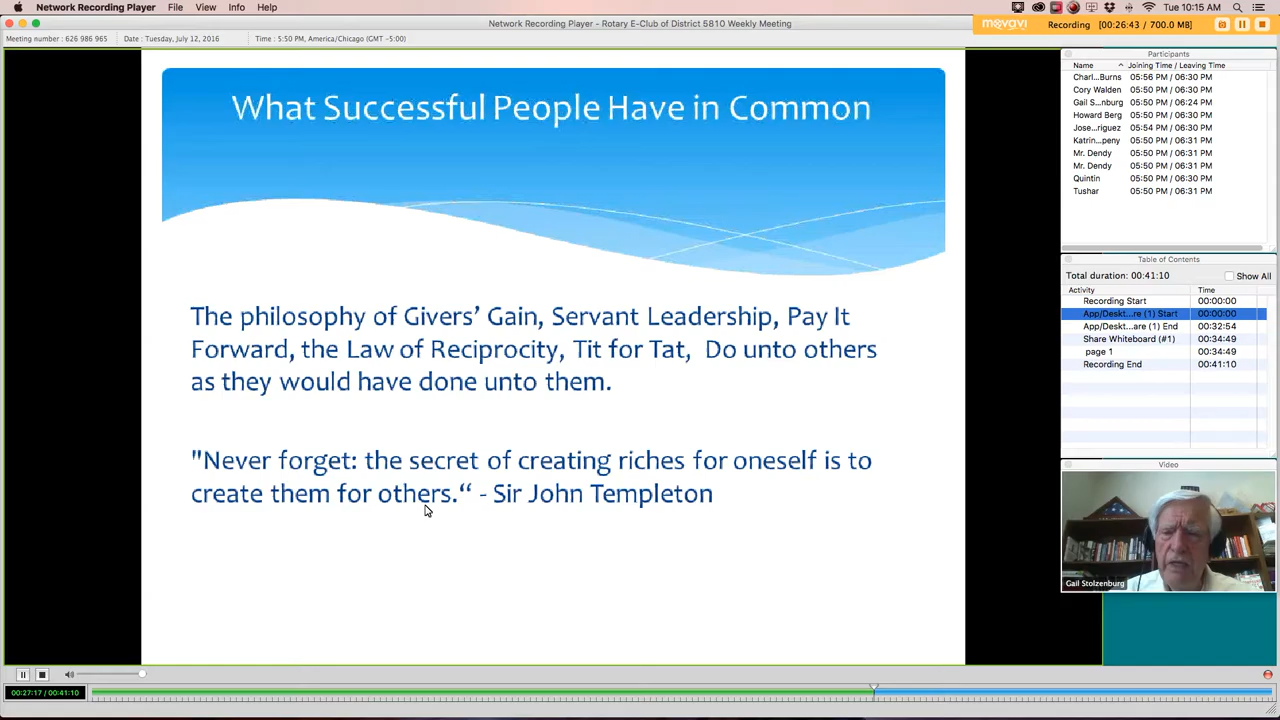 Network Recording Player File View Info Help
Tue 10:15 AM
Network Recording Player - Rotary E-Club of District 5810 Weekly Meeting
movavi Recording [00:26:43 / 700.0 MB]
Meeting number : 626 986 965 Date : Tuesday, July 12, 2016 Time : 5:50 PM, America/Chicago (GMT -5:00)
What Successful People Have in Common
The philosophy of Givers’ Gain, Servant Leadership, Pay It
Forward, the Law of Reciprocity, Tit for Tat, Do unto others
as they would have done unto them.
"Never forget: the secret of creating riches for oneself is to
create them for others.“ - Sir John Templeton
Participants
Name Joining Time / Leaving Time
Charl...Burns 05:56 PM / 06:30 PM
Cory Walden 05:50 PM / 06:30 PM
Gail S...nburg 05:50 PM / 06:24 PM
Howard Berg 05:50 PM / 06:30 PM
Jose...riguez 05:54 PM / 06:30 PM
Katrin...peny 05:50 PM / 06:31 PM
Mr. Dendy 05:50 PM / 06:31 PM
Mr. Dendy 05:50 PM / 06:31 PM
Quintin 05:50 PM / 06:30 PM
Tushar 05:50 PM / 06:31 PM
Table of Contents
Total duration: 00:41:10 Show All
Activity Time
Recording Start 00:00:00
App/Deskt...re (1) Start 00:00:00
App/Deskt...are (1) End 00:32:54
Share Whiteboard (#1) 00:34:49
page 1 00:34:49
Recording End 00:41:10
Video
Gail Stolzenburg
00:27:17 / 00:41:10